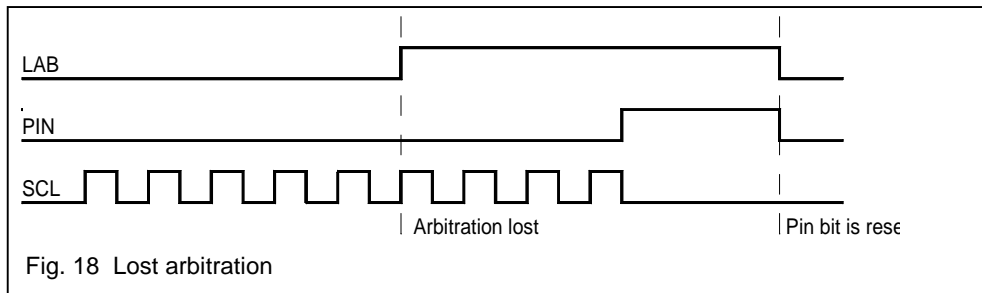 LAB
PIN
SCL
Arbitration lost
Pin bit is rese
Fig. 18 Lost arbitration